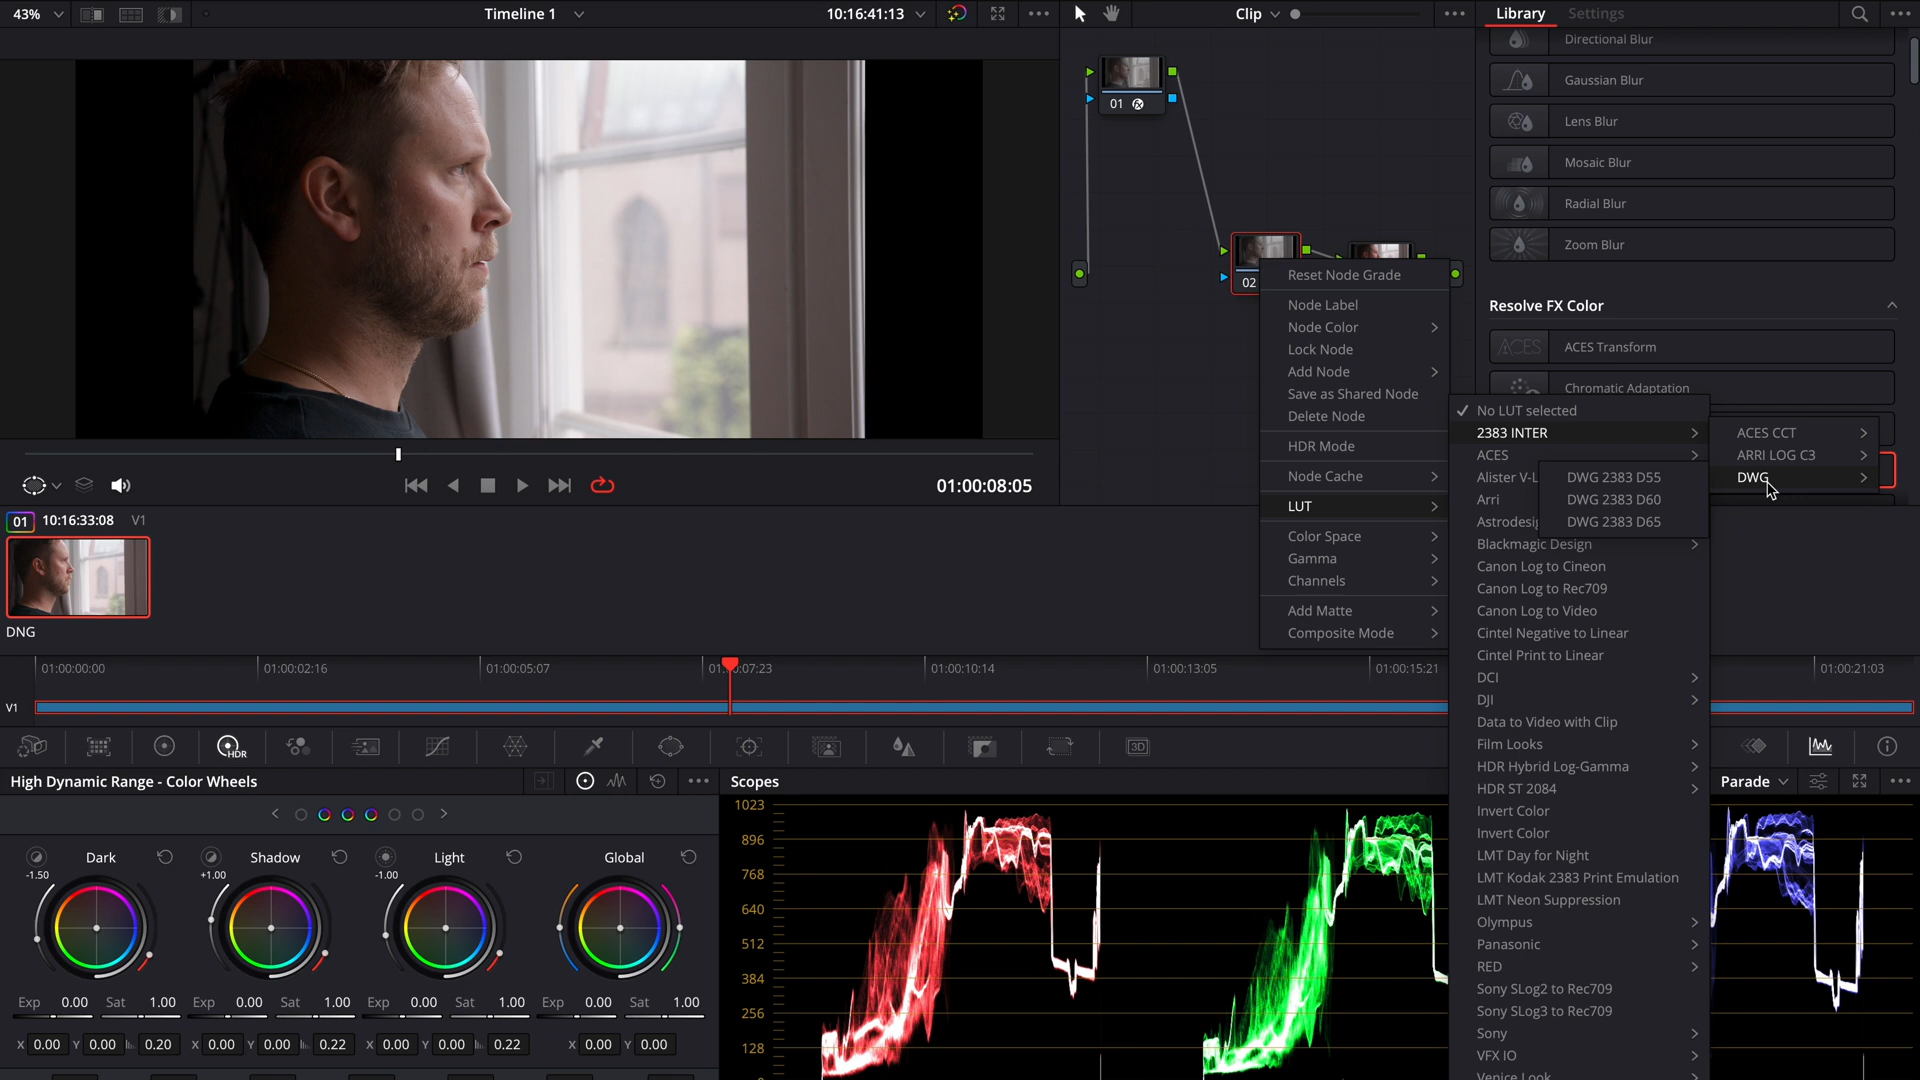 43%
Timeline 1
10:16:41:13
Clip
Library
Settings
Directional Blur
Gaussian Blur
Lens Blur
Mosaic Blur
Radial Blur
Zoom Blur
Resolve FX Color
ACES
ACES Transform
Chromatic Adaptation
01
02
Reset Node Grade
Node Label
Node Color
Lock Node
Add Node
Save as Shared Node
Delete Node
HDR Mode
Node Cache
LUT
Color Space
Gamma
Channels
Add Matte
Composite Mode
No LUT selected
2383 INTER
ACES
Alister V-L
Arri
Astrodesig
Blackmagic Design
Canon Log to Cineon
Canon Log to Rec709
Canon Log to Video
Cintel Negative to Linear
Cintel Print to Linear
DCI
DJI
Data to Video with Clip
Film Looks
HDR Hybrid Log-Gamma
HDR ST 2084
Invert Color
Invert Color
LMT Day for Night
LMT Kodak 2383 Print Emulation
LMT Neon Suppression
Olympus
Panasonic
RED
Sony SLog2 to Rec709
Sony SLog3 to Rec709
Sony
VFX IO
Venice Look
ACES CCT
ARRI LOG C3
DWG
DWG 2383 D55
DWG 2383 D60
DWG 2383 D65
01:00:08:05
01 10:16:33:08 V1
DNG
01:00:00:00 01:00:02:16 01:00:05:07 01:00:07:23 01:00:10:14 01:00:13:05 01:00:15:21 01:00:21:03
V1
HDR
3D
High Dynamic Range - Color Wheels
Scopes
Parade
Dark Shadow Light Global
-1.50 +1.00 -1.00
Exp 0.00 Sat 1.00 Exp 0.00 Sat 1.00 Exp 0.00 Sat 1.00 Exp 0.00 Sat 1.00
X 0.00 Y 0.00 0.20 X 0.00 Y 0.00 0.22 X 0.00 Y 0.00 0.22 X 0.00 Y 0.00
1023
896
768
640
512
384
256
128